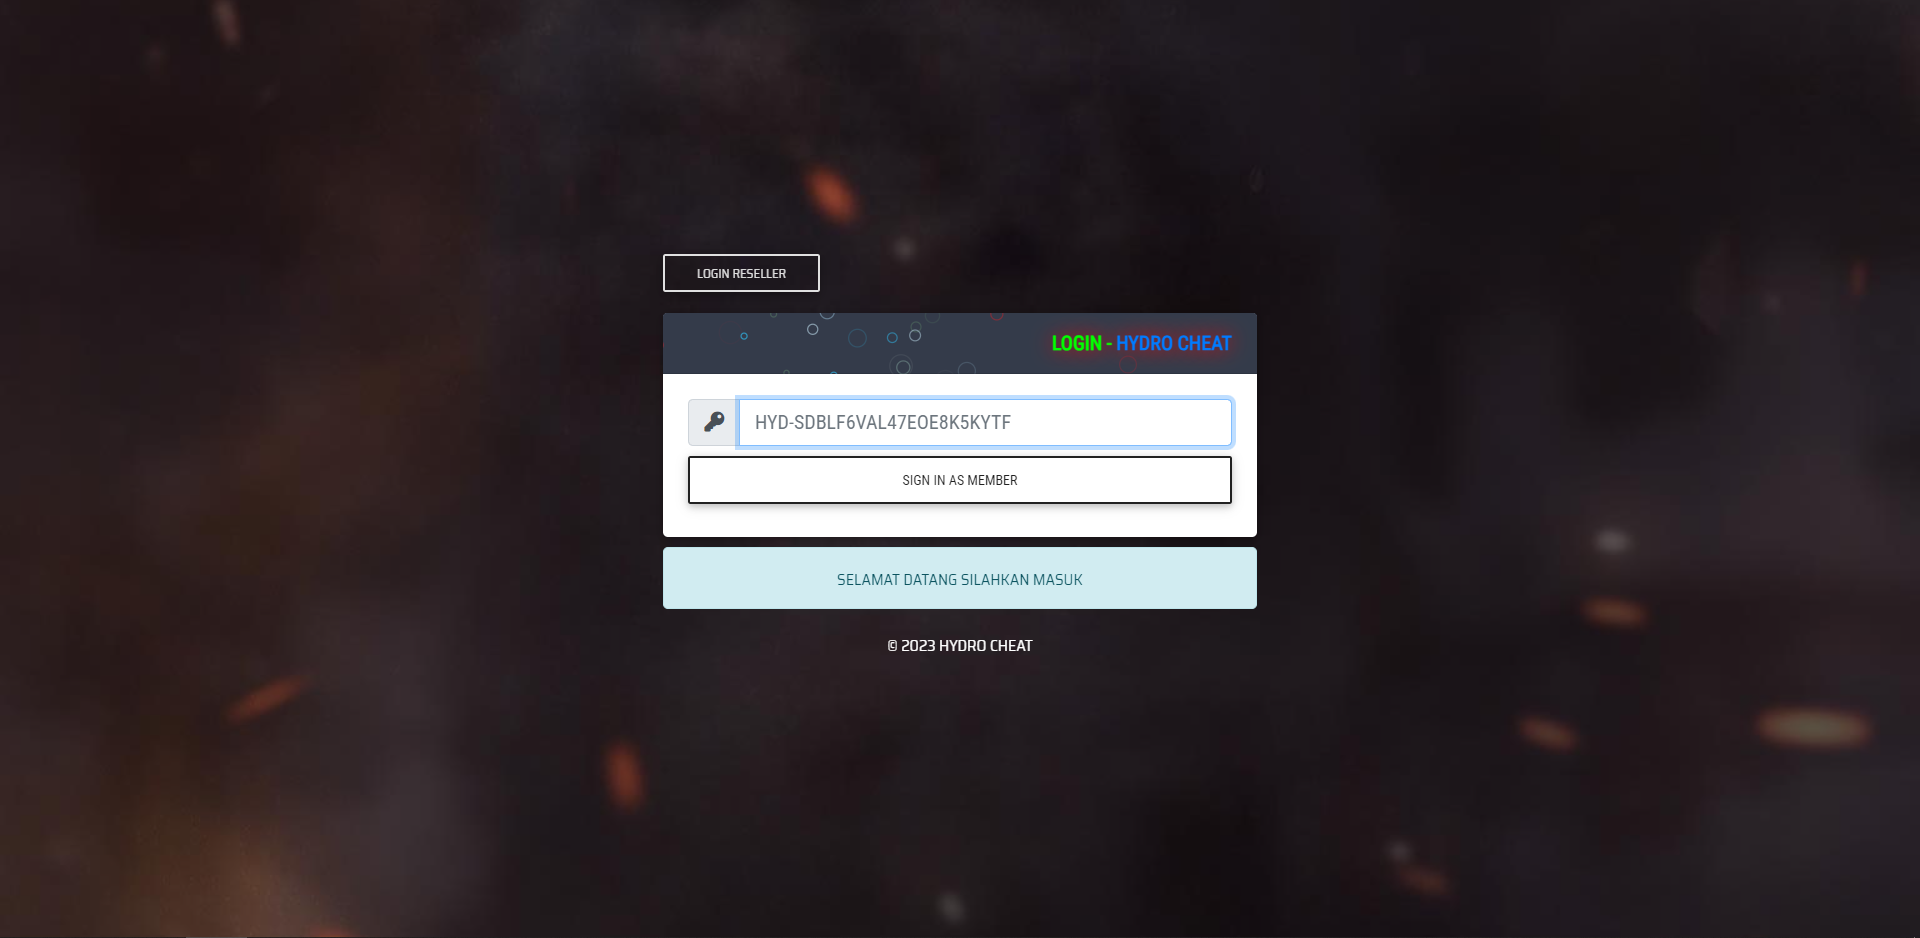 LOGIN RESELLER
LOGIN - HYDRO CHEAT
HYD-SDBLF6VAL47EOE8K5KYTF
SIGN IN AS MEMBER
SELAMAT DATANG SILAHKAN MASUK
© 2023 HYDRO CHEAT